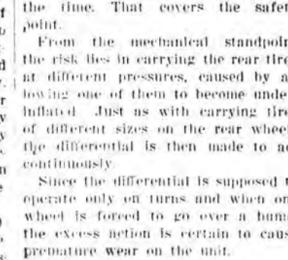 the time. That covers the safet
point.
From the mechanical standpoin
the risk lies in carrying the rear tire
at different pressures, caused by a
lowing one of them to become unde
inflated Just as with carrying tire
of different sizes on the rear whee
the differential is then made to ac
continuously
Since the differential is supposed t
operate only on turns and when on
wheel is forced to go over a bump
the excess action is certain to caus
premature wear on the unit.